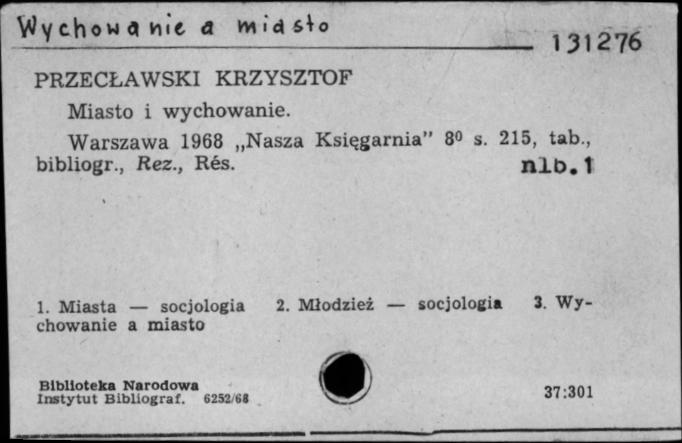 Wychowanie a miasto
131276
PRZECŁAWSKI KRZYSZTOF
Miasto i wychowanie.
Warszawa 1968 „Nasza Księgarnia” 8⁰ s. 215, tab.,
bibliogr., Rez., Rés.
nlb. 1
1. Miasta — socjologia 2. Młodzież — socjologia 3. Wy-
chowanie a miasto
Biblioteka Narodowa
Instytut Bibliograf. 6252/68
37:301